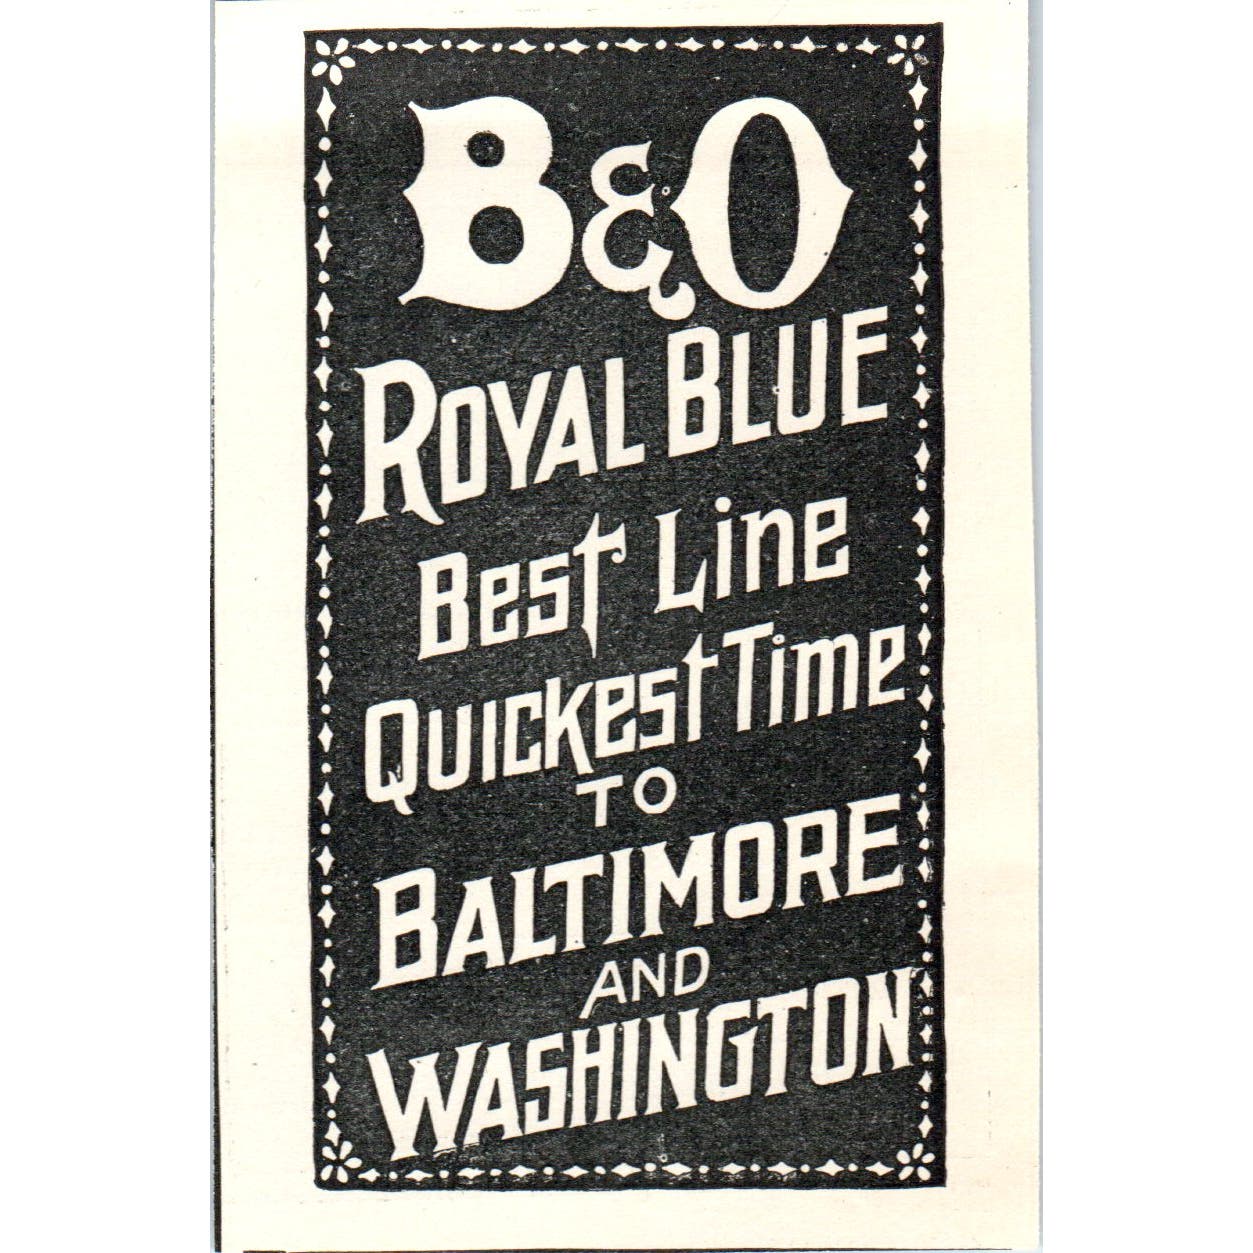 B&O
ROYAL BLUE
Best Line
Quickest Time
TO
BALTIMORE
AND
WASHINGTON